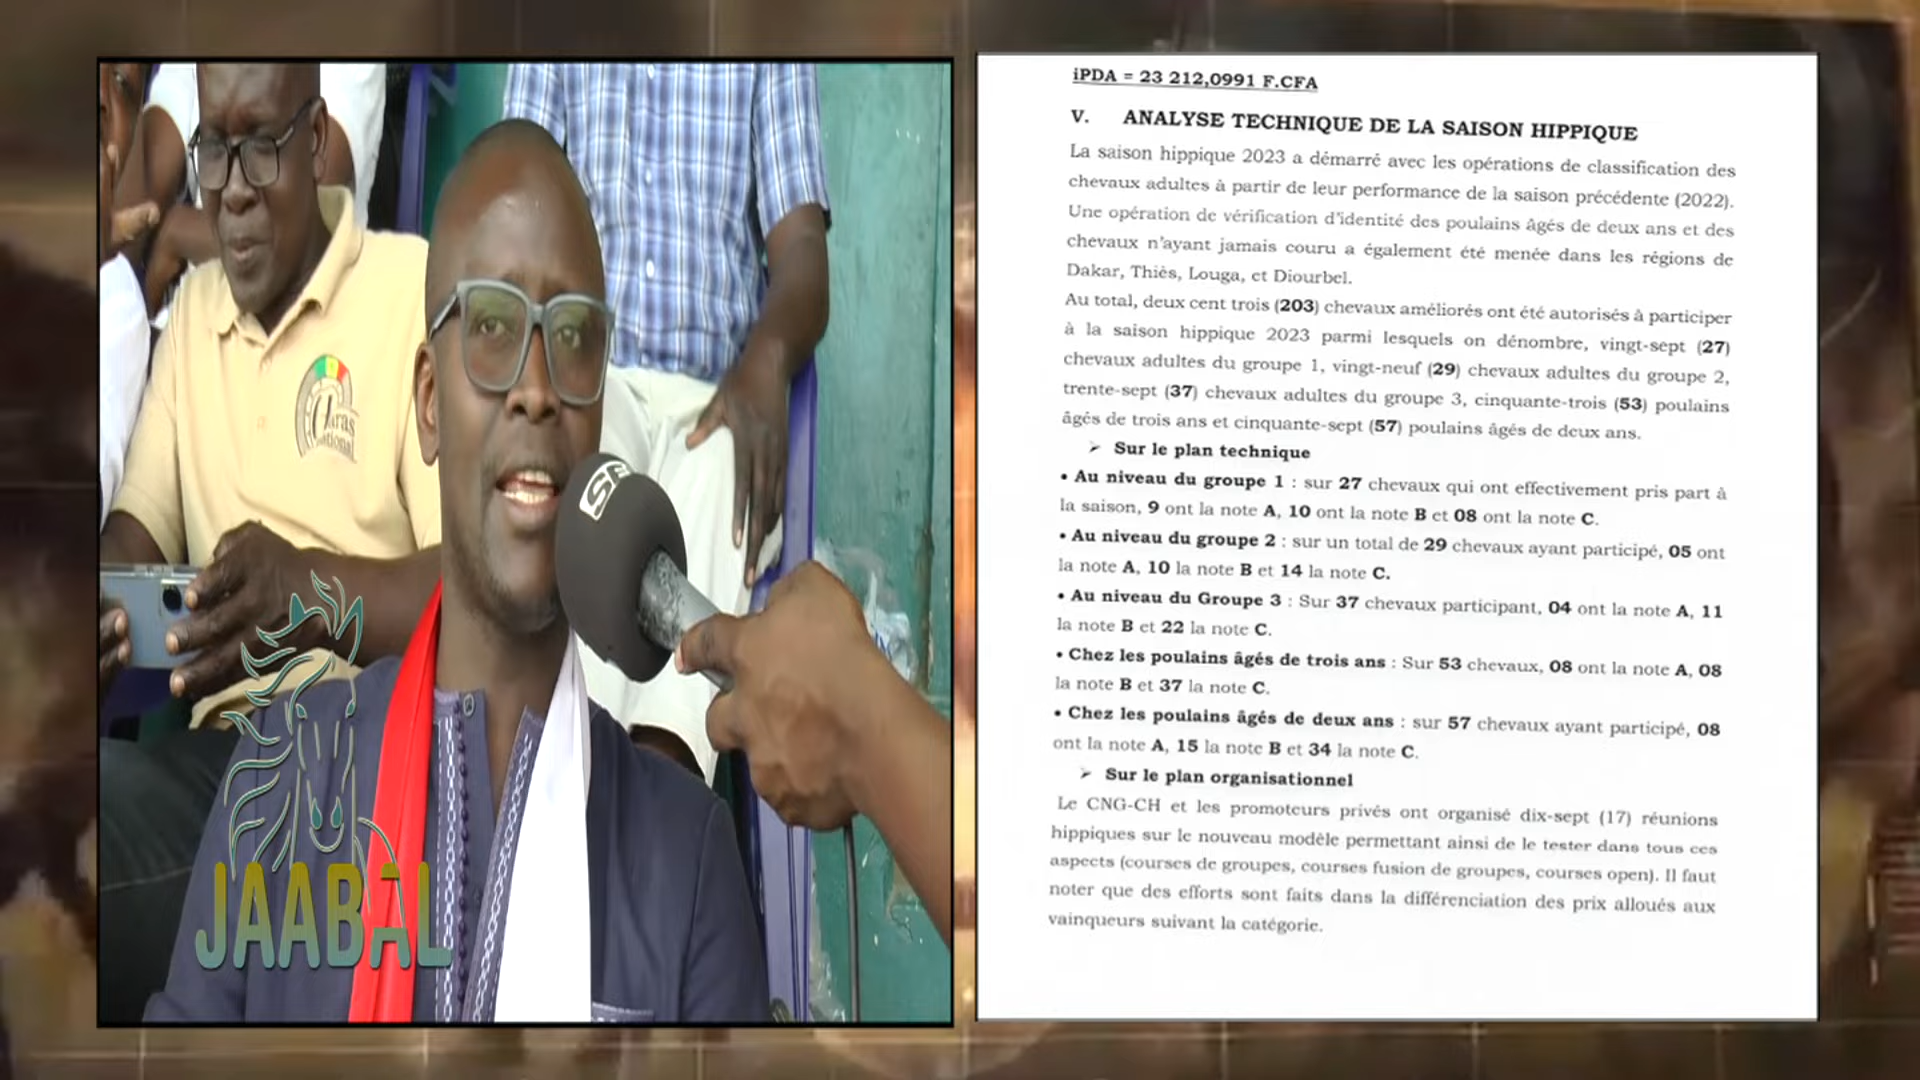 Haras
national
SE
JAABAL
iPDA = 23 212,0991 F.CFA
V. ANALYSE TECHNIQUE DE LA SAISON HIPPIQUE
La saison hippique 2023 a démarré avec les opérations de classification des
chevaux adultes à partir de leur performance de la saison précédente (2022).
Une opération de vérification d'identité des poulains âgés de deux ans et des
chevaux n'ayant jamais couru a également été menée dans les régions de
Dakar, Thiès, Louga, et Diourbel.
Au total, deux cent trois (203) chevaux améliorés ont été autorisés à participer
à la saison hippique 2023 parmi lesquels on dénombre, vingt-sept (27)
chevaux adultes du groupe 1, vingt-neuf (29) chevaux adultes du groupe 2,
trente-sept (37) chevaux adultes du groupe 3, cinquante-trois (53) poulains
âgés de trois ans et cinquante-sept (57) poulains âgés de deux ans.
➢ Sur le plan technique
• Au niveau du groupe 1 : sur 27 chevaux qui ont effectivement pris part à
la saison, 9 ont la note A, 10 ont la note B et 08 ont la note C.
• Au niveau du groupe 2 : sur un total de 29 chevaux ayant participé, 05 ont
la note A, 10 la note B et 14 la note C.
• Au niveau du Groupe 3 : Sur 37 chevaux participant, 04 ont la note A, 11
la note B et 22 la note C.
• Chez les poulains âgés de trois ans : Sur 53 chevaux, 08 ont la note A, 08
la note B et 37 la note C.
• Chez les poulains âgés de deux ans : sur 57 chevaux ayant participé, 08
ont la note A, 15 la note B et 34 la note C.
➢ Sur le plan organisationnel
Le CNG-CH et les promoteurs privés ont organisé dix-sept (17) réunions
hippiques sur le nouveau modèle permettant ainsi de le tester dans tous ces
aspects (courses de groupes, courses fusion de groupes, courses open). Il faut
noter que des efforts sont faits dans la différenciation des prix alloués aux
vainqueurs suivant la catégorie.